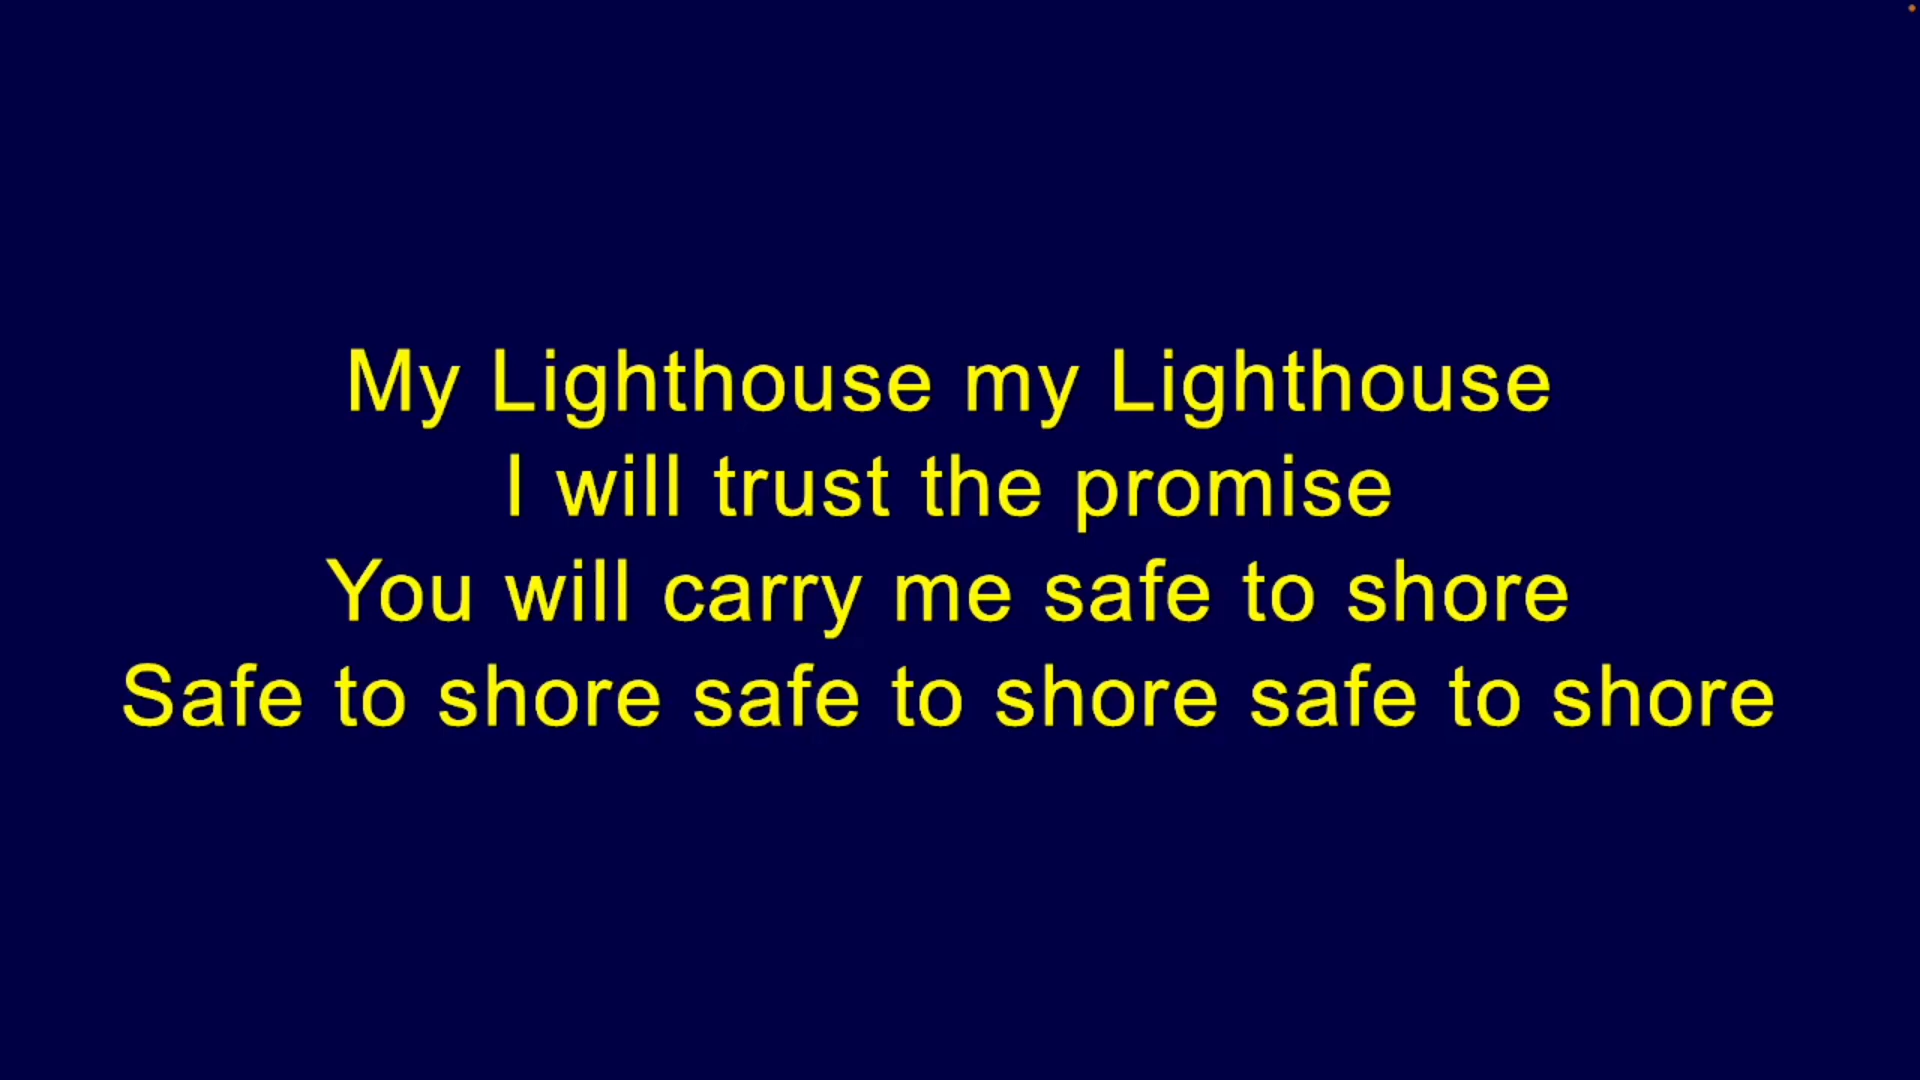 My Lighthouse my Lighthouse
I will trust the promise
You will carry me safe to shore
Safe to shore safe to shore safe to shore